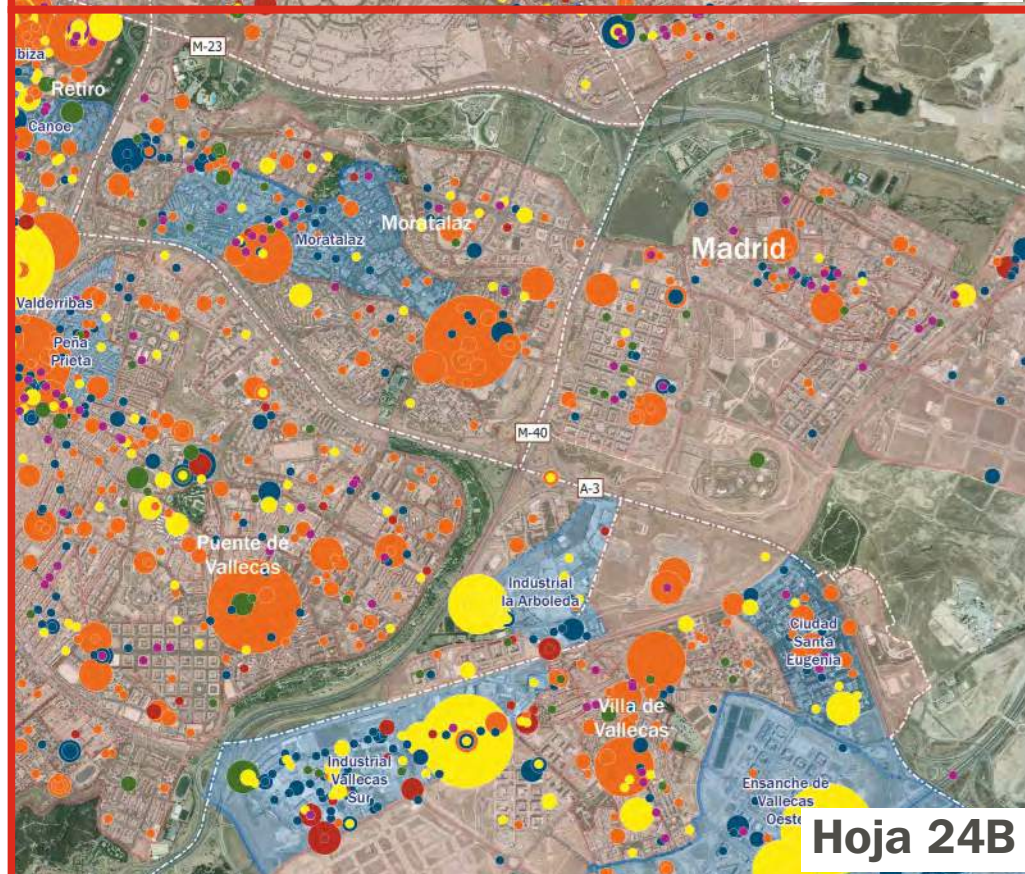 M-23
biza
Retiro
Canoe
Moratalaz
Moratalaz
Madrid
Valderribas
Peña
Prieta
M-40
A-3
Puente de
Vallecas
Industrial
la Arboleda
Ciudad
Santa
Eugenia
Villa de
Vallecas
Industrial
Vallecas
Sur
Ensanche de
Vallecas
Oeste
Hoja 24B